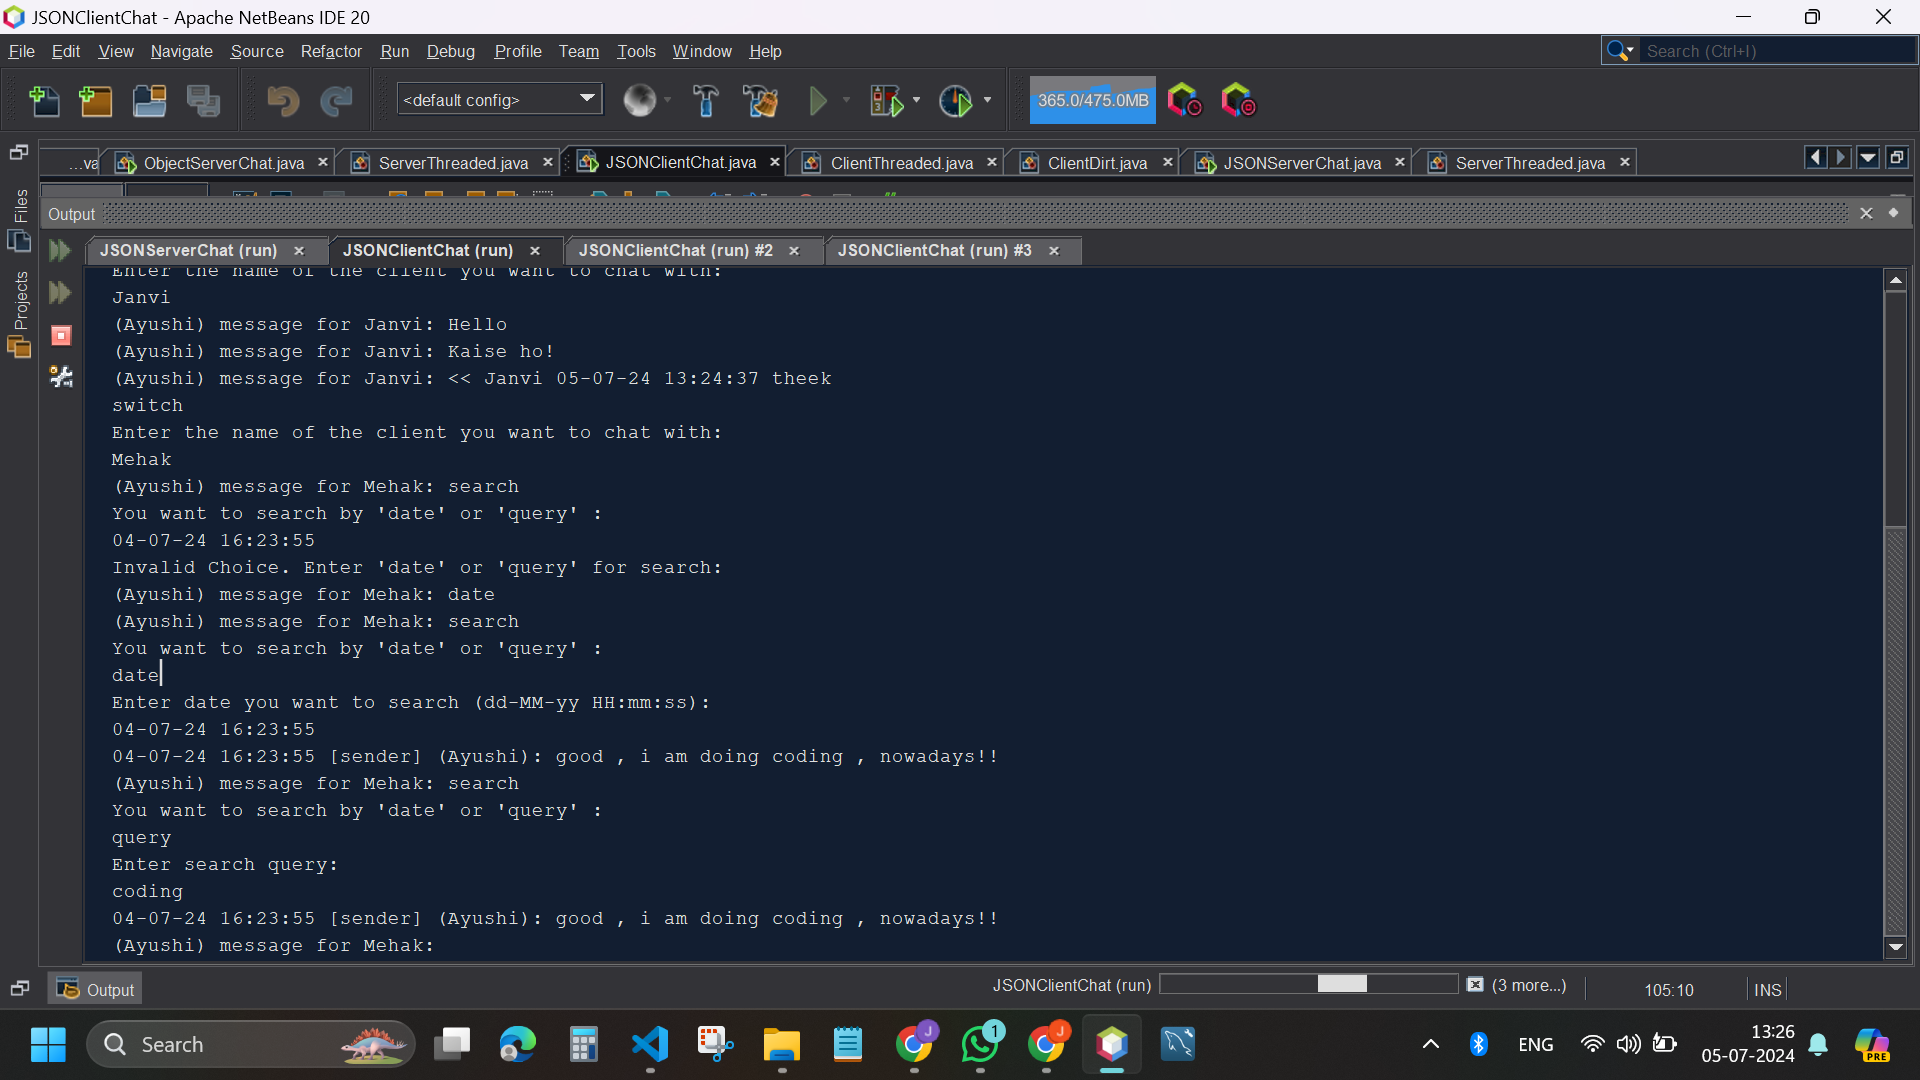 JSONClientChat - Apache NetBeans IDE 20
File Edit View Navigate Source Refactor Run Debug Profile Team Tools Window Help
Search (Ctrl+I)
<default config>
365.0/475.0MB
...va ObjectServerChat.java ServerThreaded.java JSONClientChat.java ClientThreaded.java ClientDirt.java JSONServerChat.java ServerThreaded.java
Files
Projects
Output
JSONServerChat (run) JSONClientChat (run) JSONClientChat (run) #2 JSONClientChat (run) #3
Enter the name of the client you want to chat with:
Janvi
(Ayushi) message for Janvi: Hello
(Ayushi) message for Janvi: Kaise ho!
(Ayushi) message for Janvi: << Janvi 05-07-24 13:24:37 theek
switch
Enter the name of the client you want to chat with:
Mehak
(Ayushi) message for Mehak: search
You want to search by 'date' or 'query' :
04-07-24 16:23:55
Invalid Choice. Enter 'date' or 'query' for search:
(Ayushi) message for Mehak: date
(Ayushi) message for Mehak: search
You want to search by 'date' or 'query' :
date
Enter date you want to search (dd-MM-yy HH:mm:ss):
04-07-24 16:23:55
04-07-24 16:23:55 [sender] (Ayushi): good , i am doing coding , nowadays!!
(Ayushi) message for Mehak: search
You want to search by 'date' or 'query' :
query
Enter search query:
coding
04-07-24 16:23:55 [sender] (Ayushi): good , i am doing coding , nowadays!!
(Ayushi) message for Mehak:
Output
JSONClientChat (run)
(3 more...)
105:10
INS
Search
J
1
J
ENG
13:26
05-07-2024
PRE